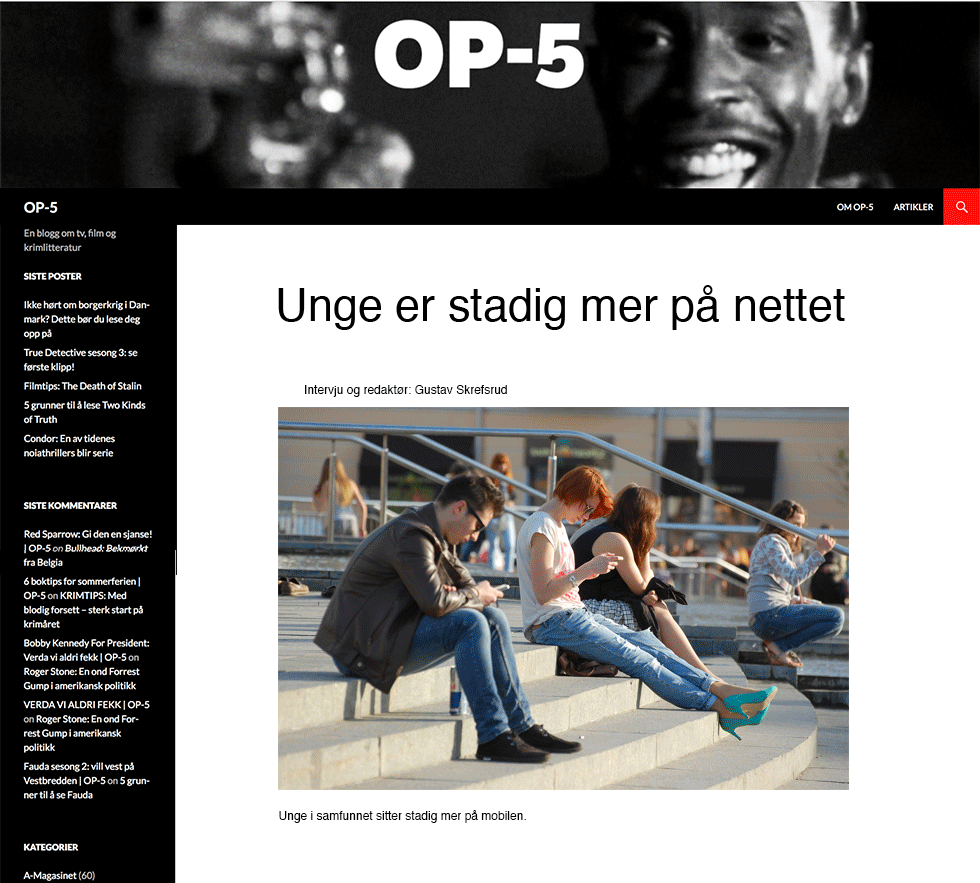 OP-5
OP-5
OM OP-5
ARTIKLER
En blogg om tv, film og
krimlitteratur
SISTE POSTER
Ikke hørt om borgerkrig i Dan-
mark? Dette bør du lese deg
opp på
True Detective sesong 3: se
første klipp!
Filmtips: The Death of Stalin
5 grunner til å lese Two Kinds
of Truth
Condor: En av tidenes
noiathrillers blir serie
SISTE KOMMENTARER
Red Sparrow: Gi den en sjanse!
| OP-5 on Bullhead: Bekmørkt
fra Belgia
6 boktips for sommerferien |
OP-5 on KRIMTIPS: Med
blodig forsett – sterk start på
krimåret
Bobby Kennedy For President:
Verda vi aldri fekk | OP-5 on
Roger Stone: En ond Forrest
Gump i amerikansk politikk
VERDA VI ALDRI FEKK | OP-5
on Roger Stone: En ond For-
rest Gump i amerikansk
politikk
Fauda sesong 2: vill vest på
Vestbredden | OP-5 on 5 grun-
ner til å se Fauda
KATEGORIER
A-Magasinet (60)
Unge er stadig mer på nettet
Intervju og redaktør: Gustav Skrefsrud
Unge i samfunnet sitter stadig mer på mobilen.